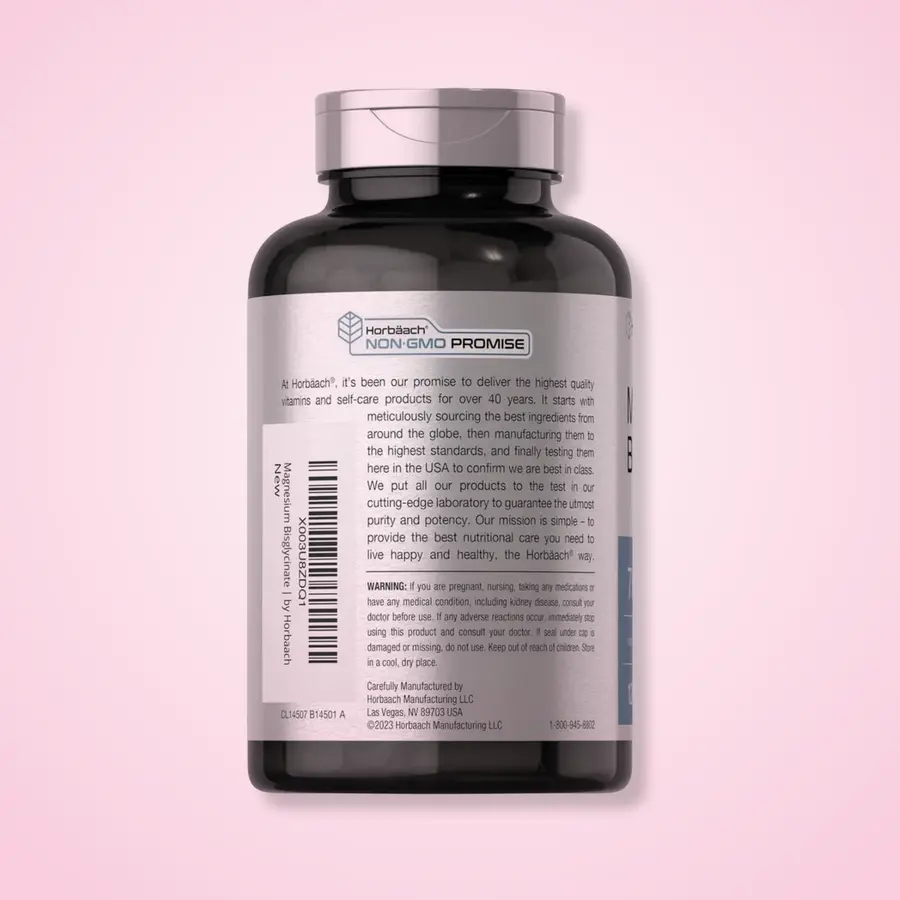 Horbäach®
NON-GMO PROMISE
At Horbäach®, it's been our promise to deliver the highest quality
vitamins and self-care products for over 40 years. It starts with
meticulously sourcing the best ingredients from
around the globe, then manufacturing them to
the highest standards, and finally testing them
here in the USA to confirm we are best in class.
We put all our products to the test in our
cutting-edge laboratory to guarantee the utmost
purity and potency. Our mission is simple – to
provide the best nutritional care you need to
live happy and healthy, the Horbäach® way.
WARNING: If you are pregnant, nursing, taking any medications or
have any medical condition, including kidney disease, consult your
doctor before use. If any adverse reactions occur, immediately stop
using this product and consult your doctor. If seal under cap is
damaged or missing, do not use. Keep out of reach of children. Store
in a cool, dry place.
Carefully Manufactured by
Horbaach Manufacturing LLC
Las Vegas, NV 89703 USA
©2023 Horbaach Manufacturing LLC
1-800-945-8802
X003U8ZDQ1
Magnesium Bisglycinate | by Horbaach
New
CL14507 B14501 A
M
B
7